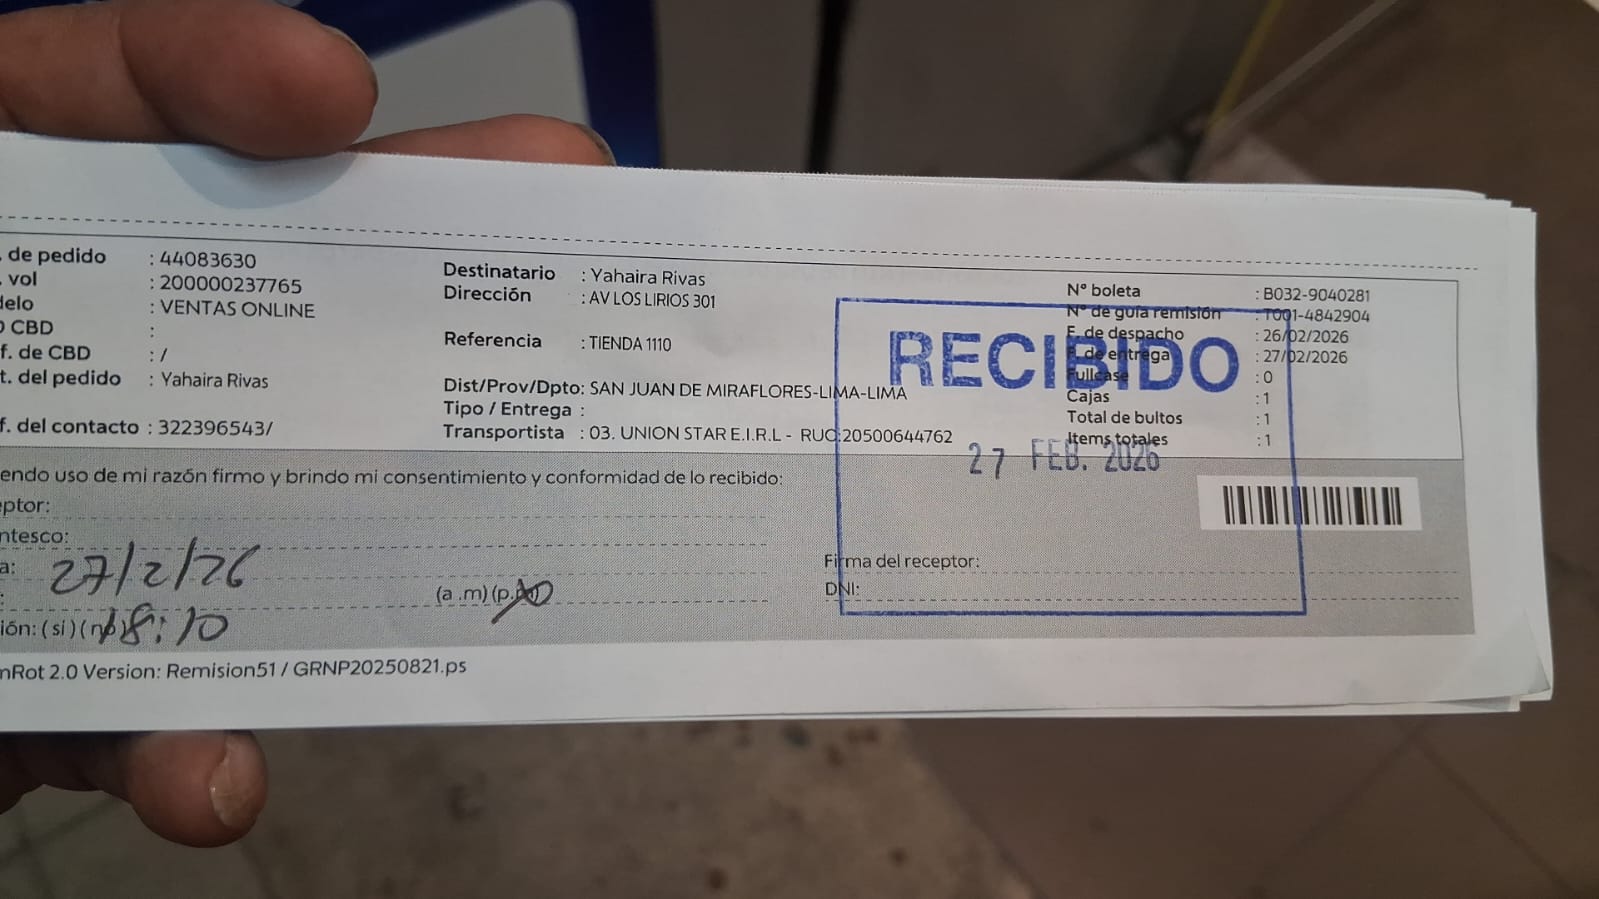 . de pedido : 44083630
. vol : 200000237765
delo : VENTAS ONLINE
O CBD :
f. de CBD : /
t. del pedido : Yahaira Rivas
f. del contacto : 322396543/
Destinatario : Yahaira Rivas
Dirección : AV LOS LIRIOS 301
Referencia : TIENDA 1110
Dist/Prov/Dpto: SAN JUAN DE MIRAFLORES-LIMA-LIMA
Tipo / Entrega :
Transportista : 03. UNION STAR E.I.R.L - RUC:20500644762
N° boleta : B032-9040281
N° de guía remisión : T001-4842904
F. de despacho : 26/02/2026
F. de entrega : 27/02/2026
Fullcase : 0
Cajas : 1
Total de bultos : 1
Items totales : 1
RECIBIDO
27 FEB. 2026
endo uso de mi razón firmo y brindo mi consentimiento y conformidad de lo recibido:
eptor:
ntesco:
a: 27/2/26
: (a .m) (p.m)
ión: ( si ) ( no ) 18:10
Firma del receptor:
DNI:
nRot 2.0 Version: Remision51 / GRNP20250821.ps